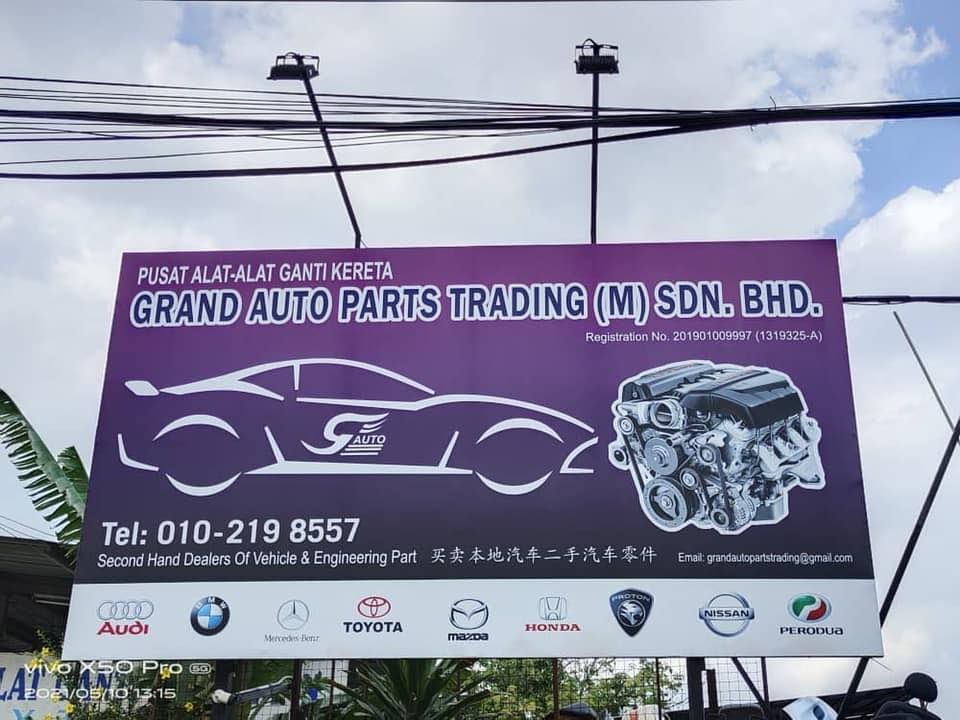 PUSAT ALAT-ALAT GANTI KERETA
GRAND AUTO PARTS TRADING (M) SDN. BHD.
Registration No. 201901009997 (1319325-A)
G AUTO
Tel: 010-219 8557
Second Hand Dealers Of Vehicle & Engineering Part 买卖本地汽车二手汽车零件 Email: grandautopartstrading@gmail.com
Audi BMW Mercedes-Benz TOYOTA mazda HONDA PROTON NISSAN PERODUA
vivo X50 Pro 5G
2021/05/10 13:15